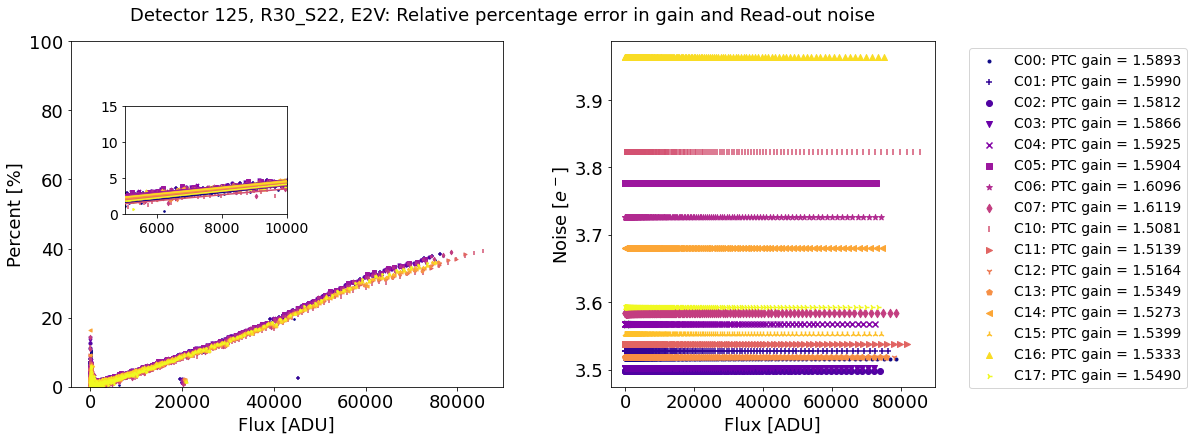 Detector 125, R30_S22, E2V: Relative percentage error in gain and Read-out noise
100
80
60
40
20
0
Percent [%]
15
10
5
0
6000 8000 10000
0 20000 40000 60000 80000
Flux [ADU]
3.9
3.8
3.7
3.6
3.5
Noise [e⁻]
0 20000 40000 60000 80000
Flux [ADU]
C00: PTC gain = 1.5893
C01: PTC gain = 1.5990
C02: PTC gain = 1.5812
C03: PTC gain = 1.5866
C04: PTC gain = 1.5925
C05: PTC gain = 1.5904
C06: PTC gain = 1.6096
C07: PTC gain = 1.6119
C10: PTC gain = 1.5081
C11: PTC gain = 1.5139
C12: PTC gain = 1.5164
C13: PTC gain = 1.5349
C14: PTC gain = 1.5273
C15: PTC gain = 1.5399
C16: PTC gain = 1.5333
C17: PTC gain = 1.5490